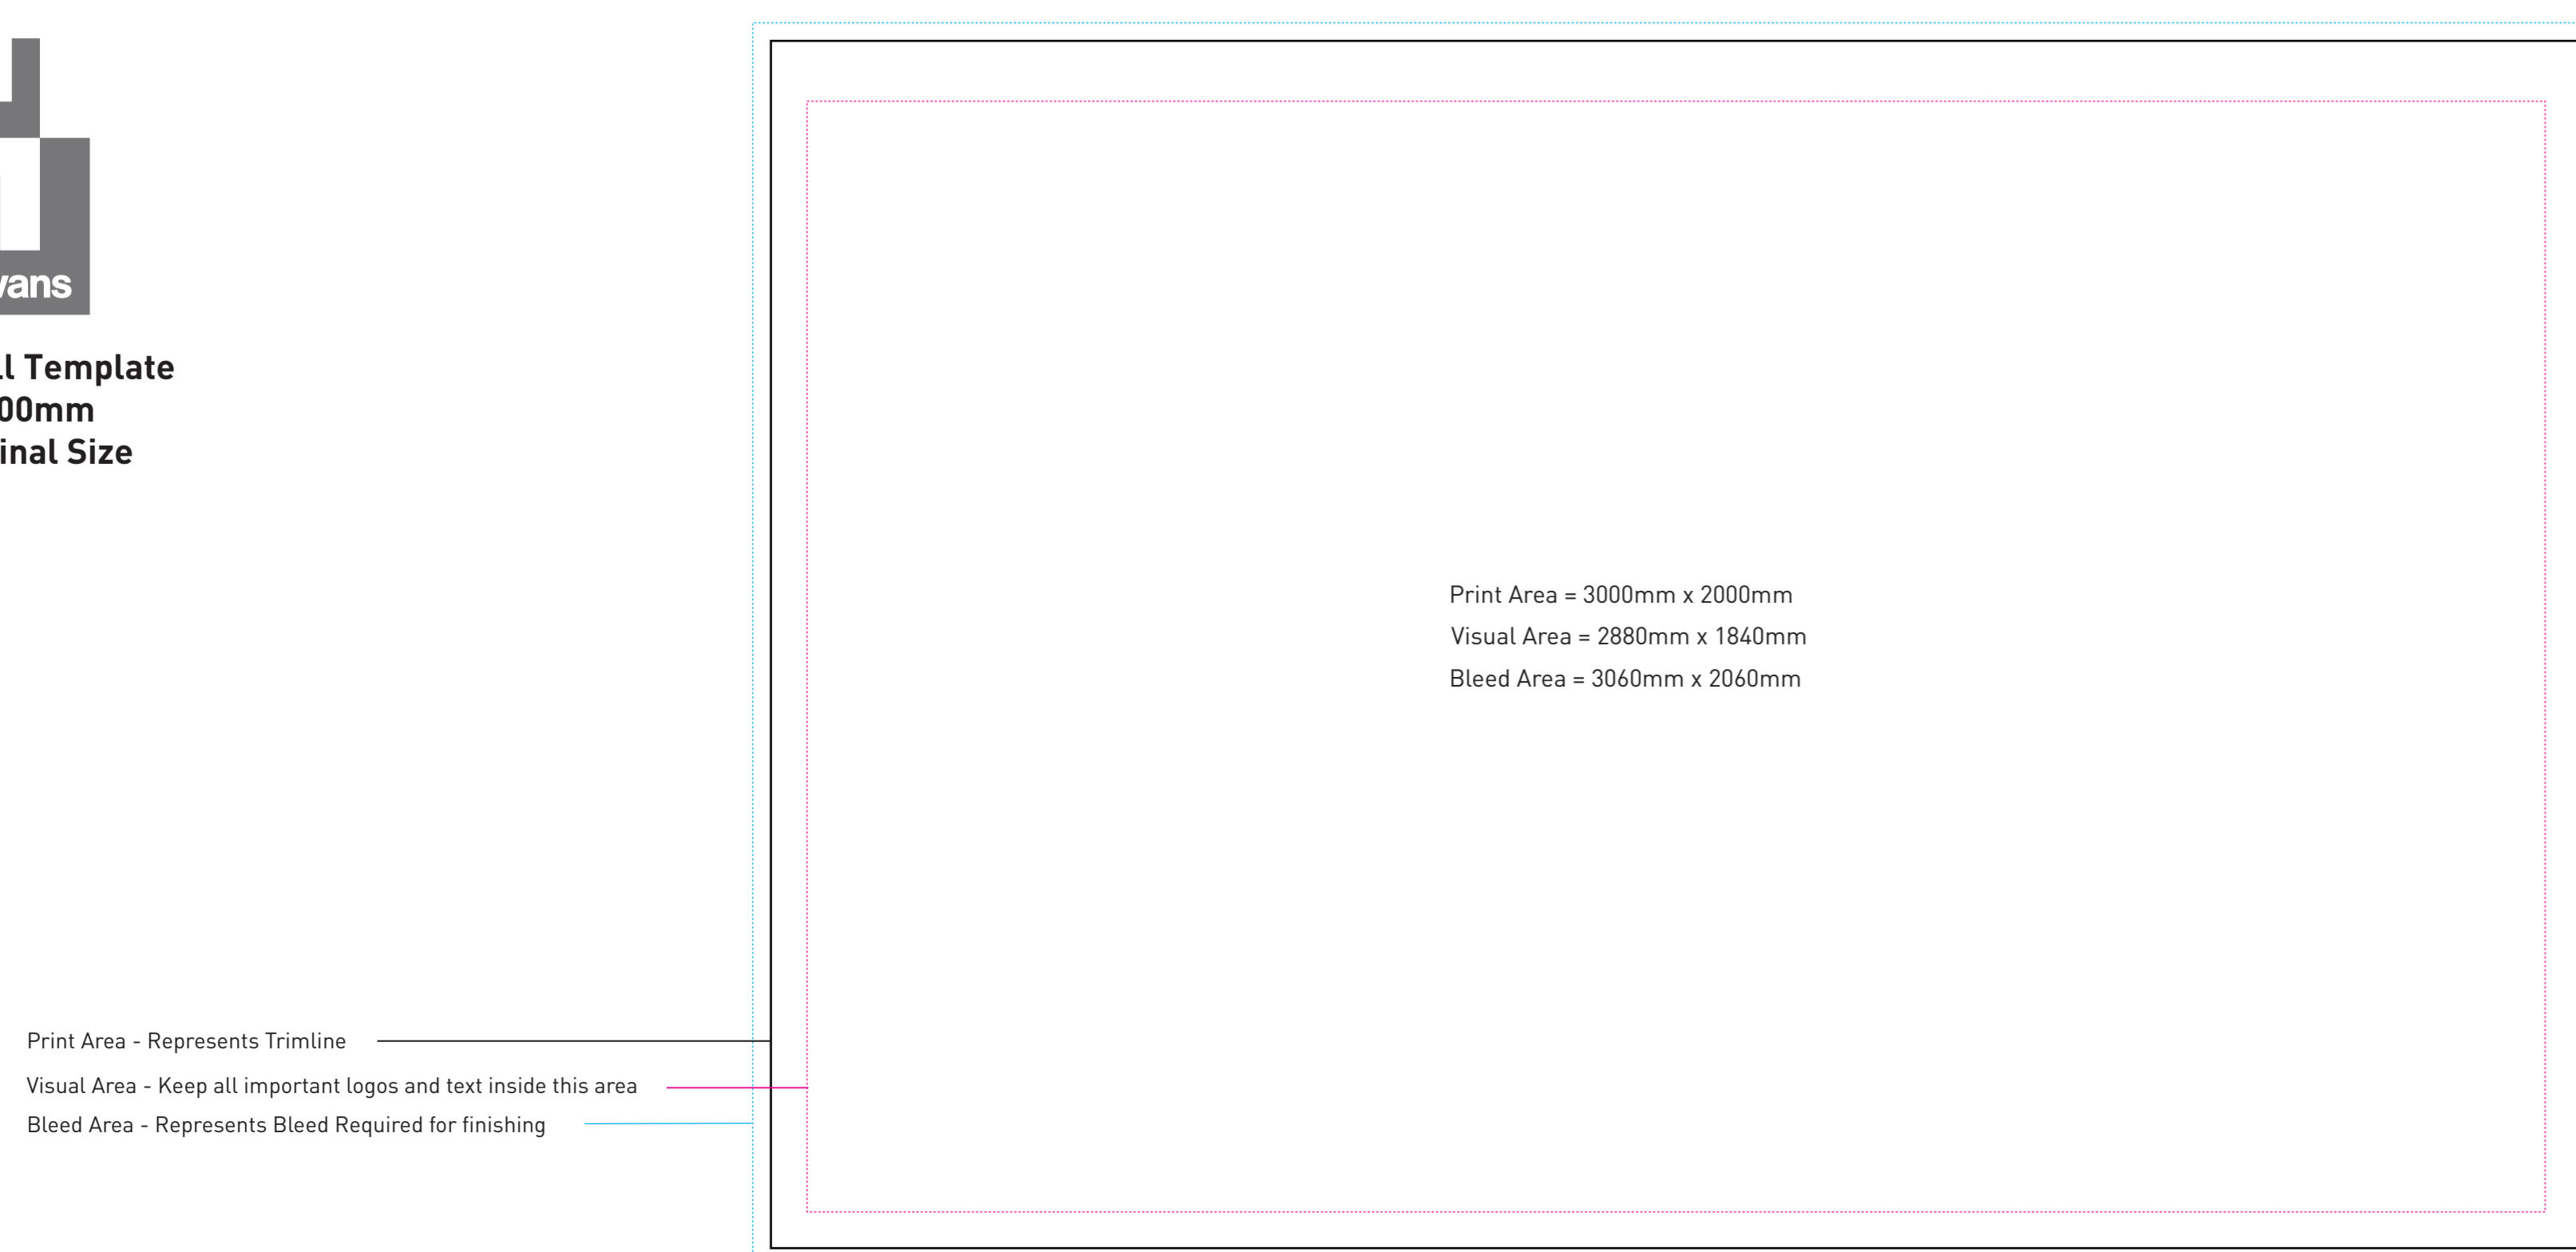 vans
ll Template
00mm
inal Size
Print Area = 3000mm x 2000mm
Visual Area = 2880mm x 1840mm
Bleed Area = 3060mm x 2060mm
Print Area - Represents Trimline
Visual Area - Keep all important logos and text inside this area
Bleed Area - Represents Bleed Required for finishing